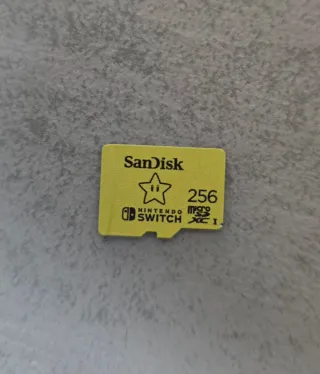 SanDisk
256
NINTENDO
SWITCH
micro
SD
XC I